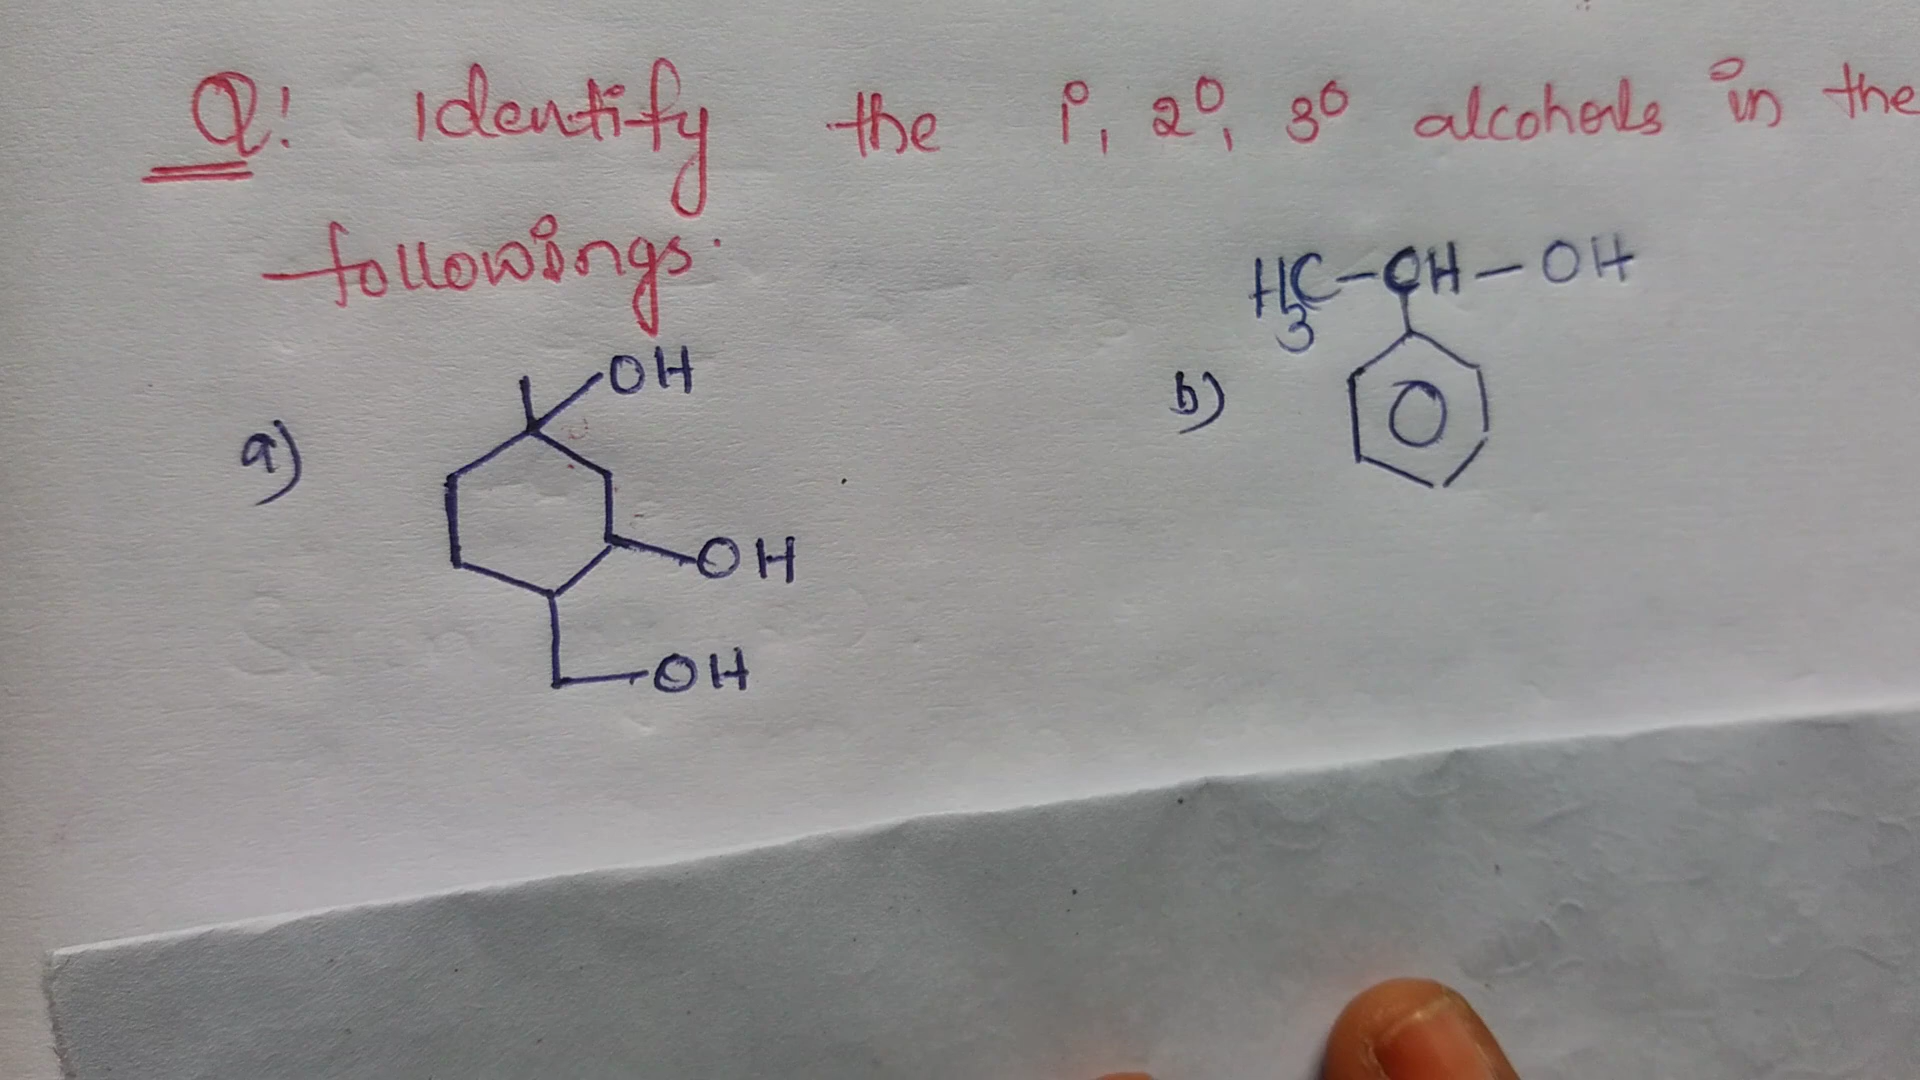 Q! Identify the 1°, 2°, 3° alcohols in the
followings.
H3C-CH-OH
OH
a)
b)
OH
OH